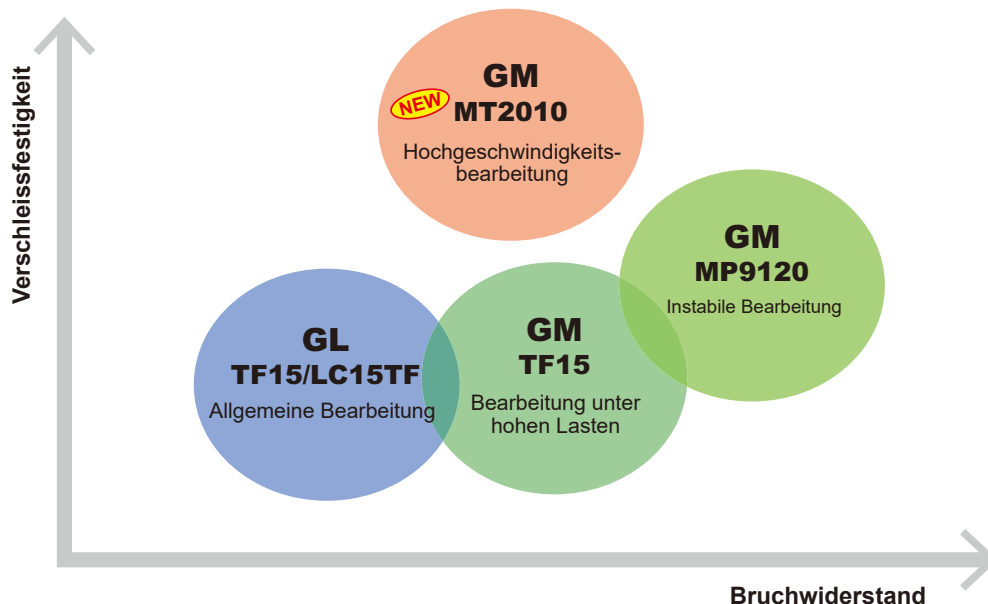 Verschleissfestigkeit
GM
NEW
MT2010
Hochgeschwindigkeits-
bearbeitung
GM
MP9120
Instabile Bearbeitung
GL
TF15/LC15TF
Allgemeine Bearbeitung
GM
TF15
Bearbeitung unter
hohen Lasten
Bruchwiderstand